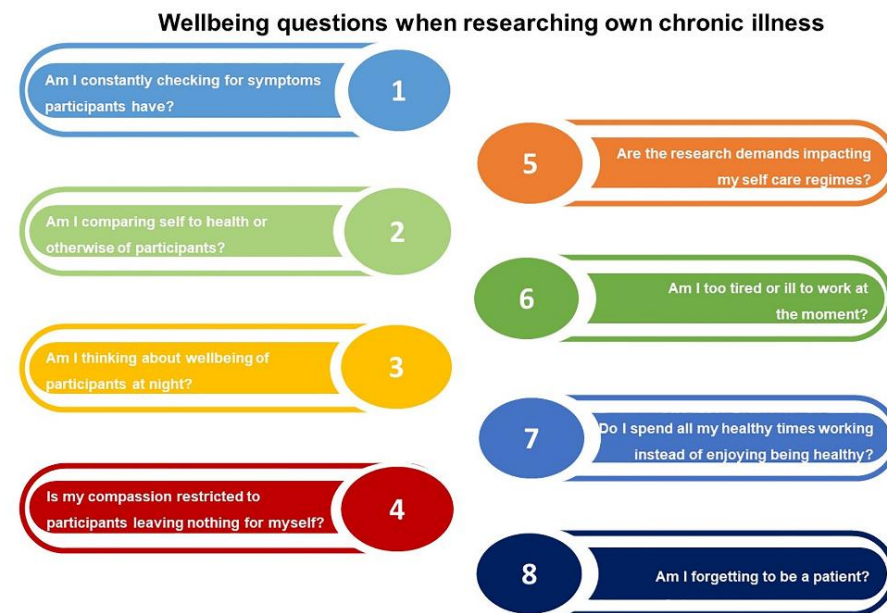 Wellbeing questions when researching own chronic illness
Am I constantly checking for symptoms
participants have?
1
Am I comparing self to health or
otherwise of participants?
2
Am I thinking about wellbeing of
participants at night?
3
Is my compassion restricted to
participants leaving nothing for myself?
4
5
Are the research demands impacting
my self care regimes?
6
Am I too tired or ill to work at
the moment?
7
Do I spend all my healthy times working
instead of enjoying being healthy?
8
Am I forgetting to be a patient?